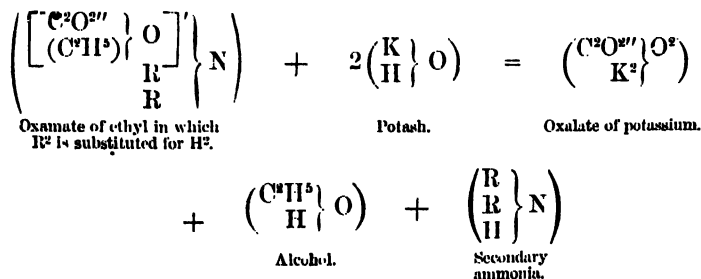 ([C²O²″ (C²H⁵)} O]′ R R} N) + 2(K H} O) = (C²O²″ K²} O²)
Oxamate of ethyl in which
R² is substituted for H².
Potash.
Oxalate of potassium.
+ (C²H⁵ H} O) + (R R H} N)
Alcohol.
Secondary
ammonia.